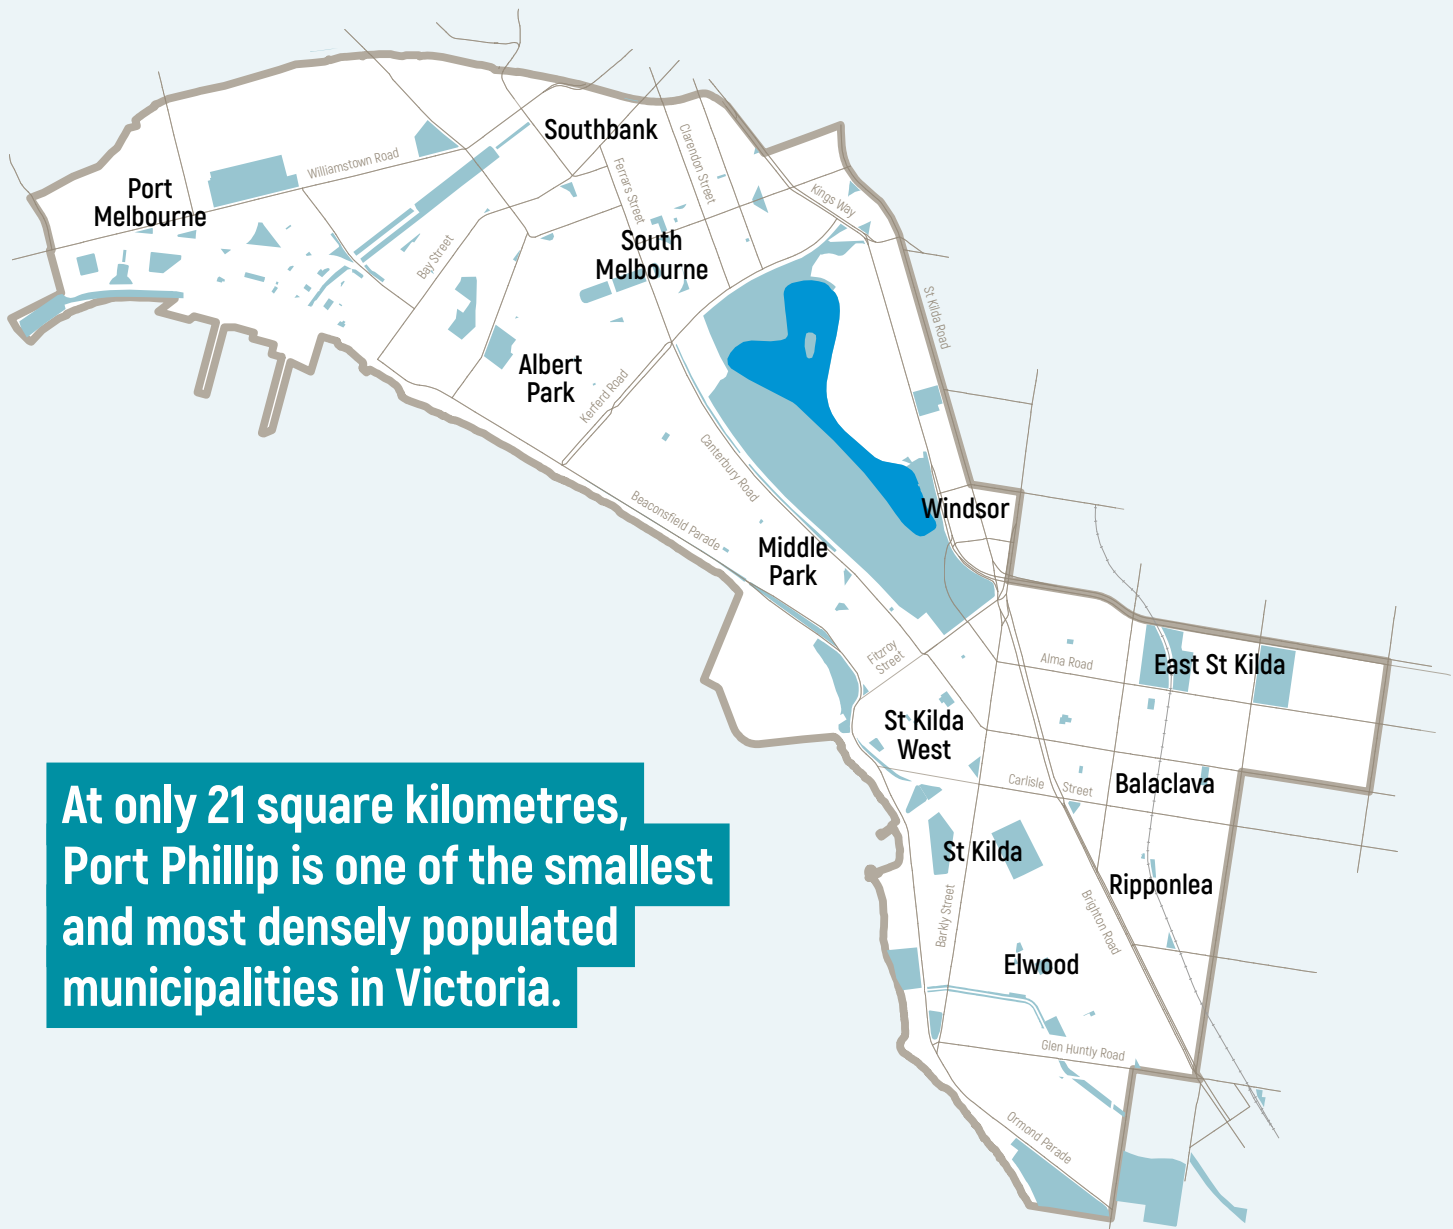 Southbank
Clarendon Street
Williamstown Road
Ferrars Street
Port
Melbourne
Kings Way
Bay Street
South
Melbourne
St Kilda Road
Albert
Park
Kerferd Road
Canterbury Road
Beaconsfield Parade
Windsor
Middle
Park
Fitzroy
Street
Alma Road
East St Kilda
St Kilda
West
Carlisle Street
Balaclava
At only 21 square kilometres,
Port Phillip is one of the smallest
and most densely populated
municipalities in Victoria.
St Kilda
Ripponlea
Barkly Street
Brighton Road
Elwood
Glen Huntly Road
Ormond Parade